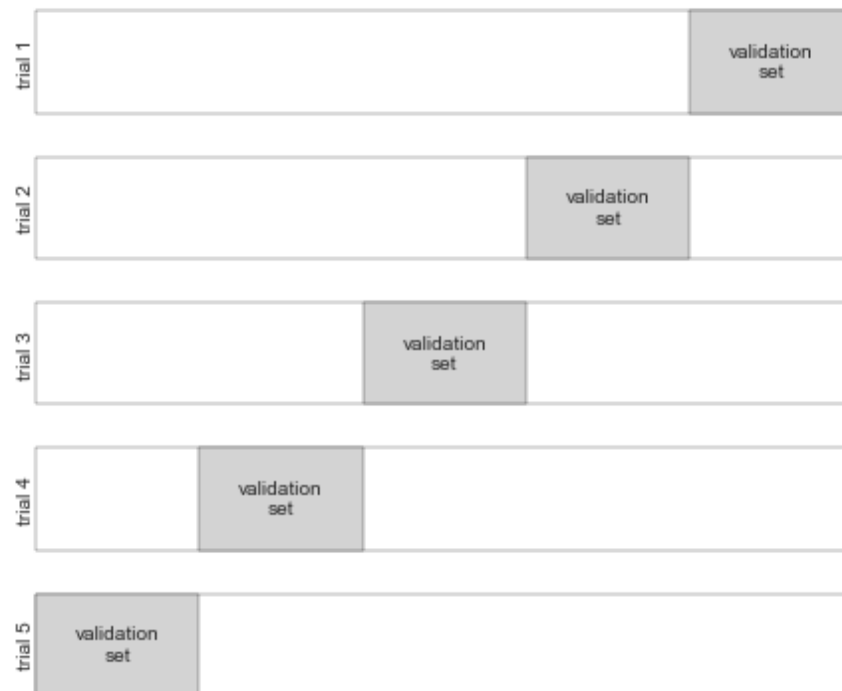 trial 1
validation
set
trial 2
validation
set
trial 3
validation
set
trial 4
validation
set
trial 5
validation
set